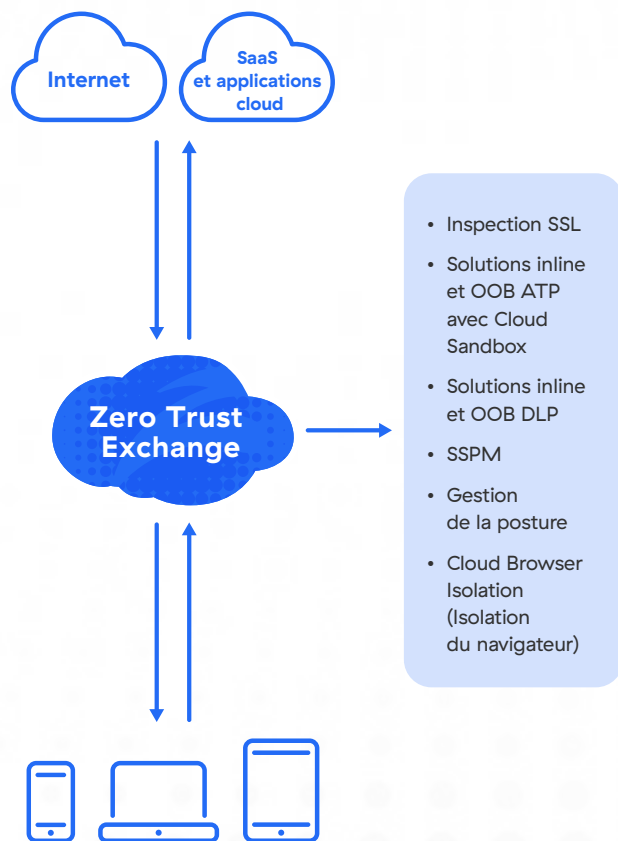 Internet
SaaS
et applications
cloud
Zero Trust
Exchange
• Inspection SSL
• Solutions inline
et OOB ATP
avec Cloud
Sandbox
• Solutions inline
et OOB DLP
• SSPM
• Gestion
de la posture
• Cloud Browser
Isolation
(Isolation
du navigateur)